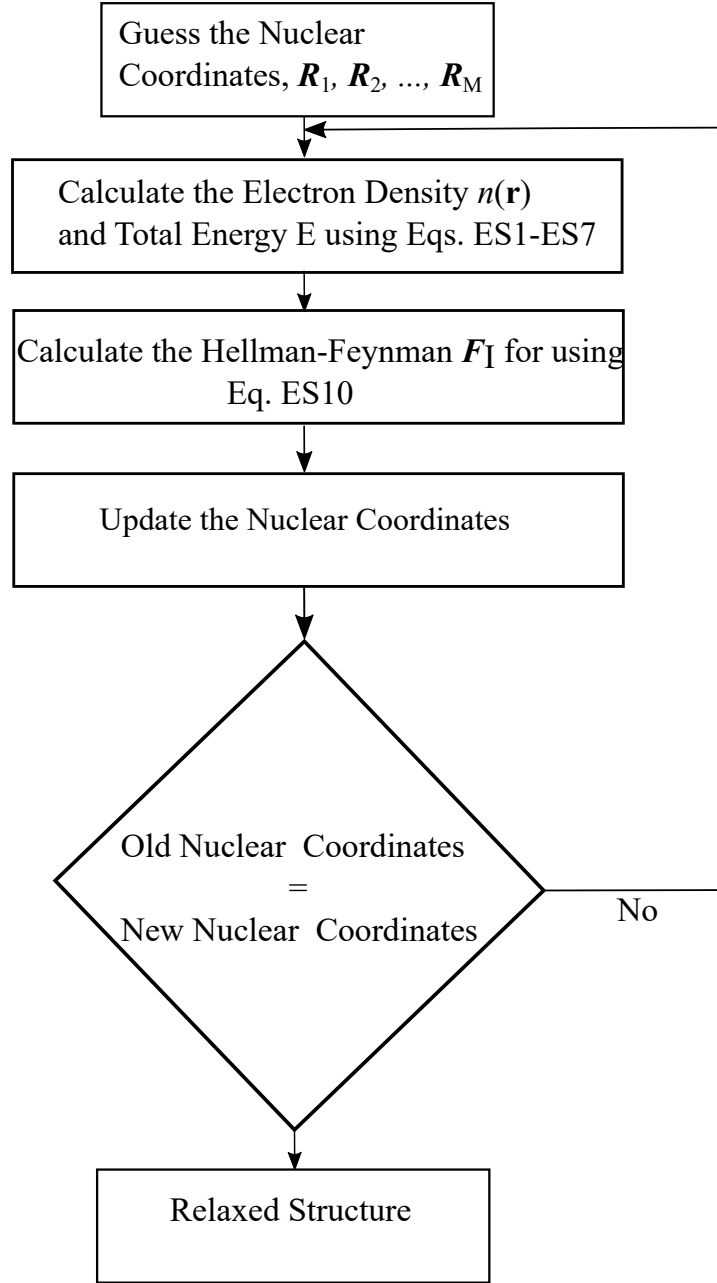 Guess the Nuclear
Coordinates, R1, R2, ..., RM
Calculate the Electron Density n(r)
and Total Energy E using Eqs. ES1-ES7
Calculate the Hellman-Feynman FI for using
Eq. ES10
Update the Nuclear Coordinates
Old Nuclear Coordinates
=
New Nuclear Coordinates
No
Relaxed Structure